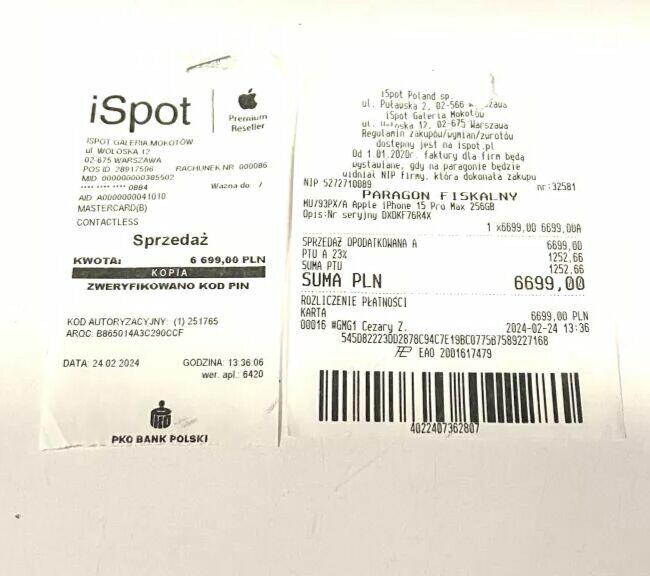 iSpot
Premium
Reseller
ISPOT GALERIA MOKOTÓW
ul. WOŁOSKA 12
02-675 WARSZAWA
POS ID: 28917506 RACHUNEK NR: 000086
MID: 000000000385502
**** **** **** 0884 Ważna do: /
AID: A0000000041010
MASTERCARD(B)
CONTACTLESS
Sprzedaż
KWOTA: 6 699,00 PLN
KOPIA
ZWERYFIKOWANO KOD PIN
KOD AUTORYZACYJNY: (1) 251765
ARQC: B865014A3C290CCF
DATA: 24.02.2024 GODZINA: 13:36:06
wer. apl.: 6420
PKO BANK POLSKI
iSpot Poland sp.
ul. Puławska 2, 02-566
iSpot Galeria Mokotów
ul. 12, 02-675 Warszawa
Regulamin zakupów/wymian/zwrotów
dostępny jest na ispot.pl
Od 1.01.2020r. faktury dla firm będą
wystawiane, gdy na paragonie będzie
widniał NIP firmy, która dokonała zakupu
NIP 5272710089 nr:32581
PARAGON FISKALNY
MU793PX/A Apple iPhone 15 Pro Max 256GB
Opis:Nr seryjny DXDKF76R4X
1 x6699,00 6699,00A
SPRZEDAŻ OPODATKOWANA A 6699,00
PTU A 23% 1252,66
SUMA PTU 1252,66
SUMA PLN 6699,00
ROZLICZENIE PŁATNOŚCI
KARTA 6699,00 PLN
00016 #GMG1 Cezary Z. 2024-02-24 13:36
545D82223DD2878C94C7E19BC0775B7589227168
EAO 2001617479
4022407362807